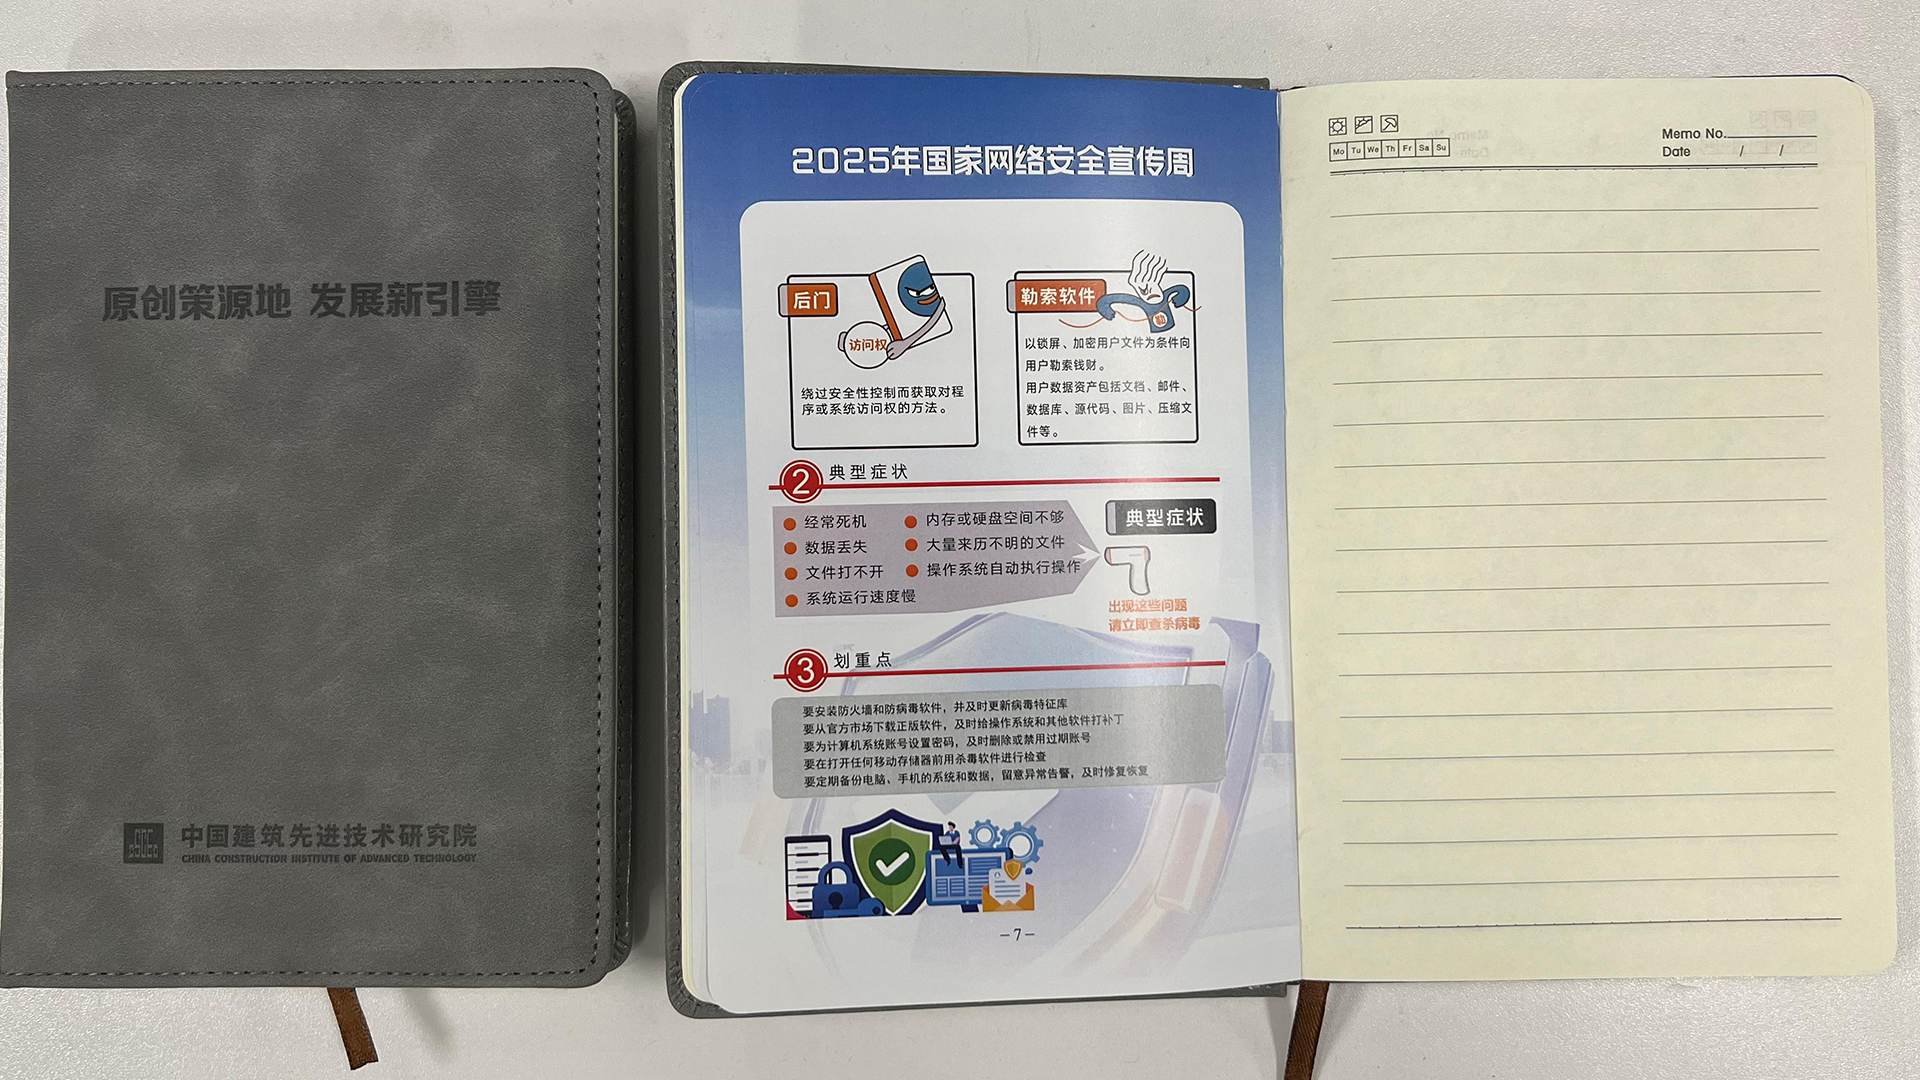 原创策源地 发展新引擎
中国建筑先进技术研究院
CHINA CONSTRUCTION INSTITUTE OF ADVANCED TECHNOLOGY
2025年国家网络安全宣传周
后门
访问权
绕过安全性控制而获取对程
序或系统访问权的方法。
勒索软件
勒
以锁屏、加密用户文件为条件向
用户勒索钱财。
用户数据资产包括文档、邮件、
数据库、源代码、图片、压缩文
件等。
2 典型症状
经常死机
数据丢失
文件打不开
系统运行速度慢
内存或硬盘空间不够
大量来历不明的文件
操作系统自动执行操作
典型症状
出现这些问题
请立即查杀病毒
3 划重点
要安装防火墙和防病毒软件，并及时更新病毒特征库
要从官方市场下载正版软件，及时给操作系统和其他软件打补丁
要为计算机系统账号设置密码，及时删除或禁用过期账号
要在打开任何移动存储器前用杀毒软件进行检查
要定期备份电脑、手机的系统和数据，留意异常告警，及时修复恢复
—7—
Mo Tu We Th Fr Sa Su
Memo No.
Date / /